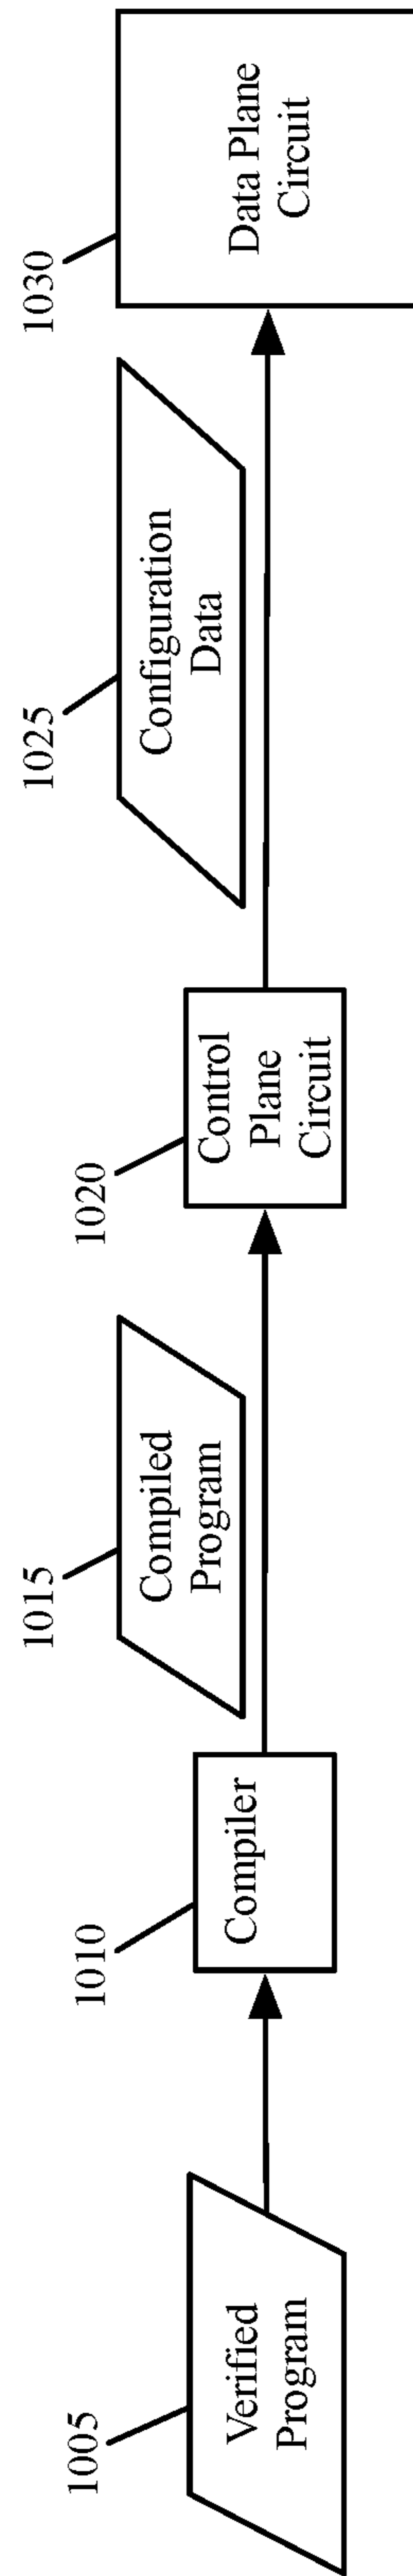 1005
Verified
Program
1010
Compiler
1015
Compiled
Program
1020
Control
Plane
Circuit
1025
Configuration
Data
1030
Data Plane
Circuit